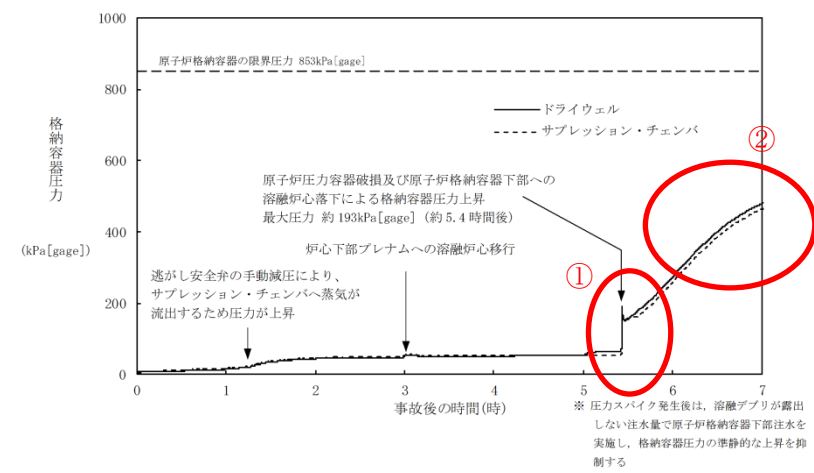 1000
原子炉格納容器の限界圧力 853kPa[gage]
800
ドライウェル
サプレッション・チェンバ
②
格納容器圧力
600
原子炉圧力容器破損及び原子炉格納容器下部への
溶融炉心落下による格納容器圧力上昇
最大圧力 約193kPa[gage] (約5.4時間後)
400
(kPa[gage])
炉心下部プレナムへの溶融炉心移行
①
逃がし安全弁の手動減圧により、
サプレッション・チェンバへ蒸気が
流出するため圧力が上昇
200
0
0 1 2 3 4 5 6 7
事故後の時間(時)
※ 圧力スパイク発生後は，溶融デブリが露出
しない注水量で原子炉格納容器下部注水を
実施し，格納容器圧力の準静的な上昇を抑
制する